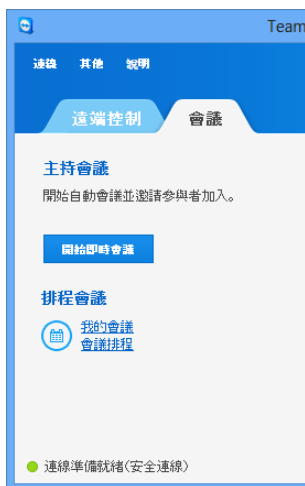 Team
連線 其他 說明
遠端控制 會議
主持會議
開始自動會議並邀請參與者加入。
開始即時會議
排程會議
我的會議
會議排程
連線準備就緒(安全連線)